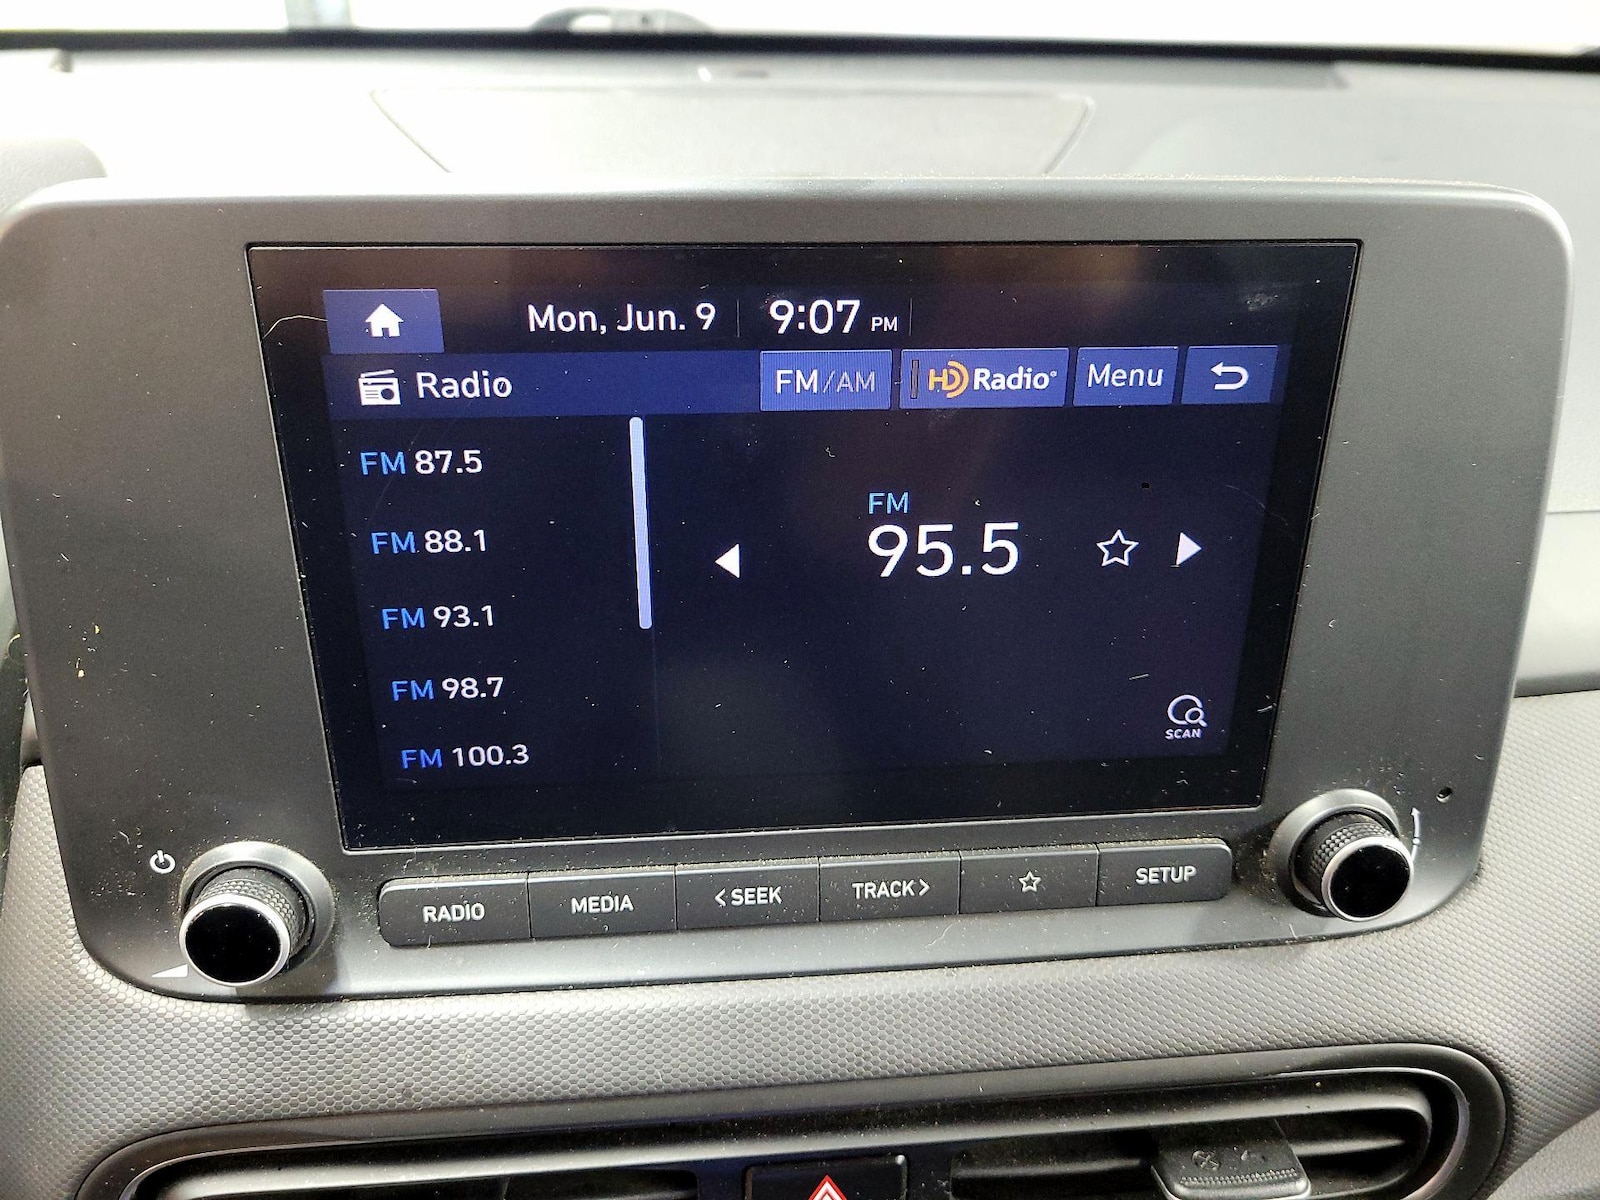 Mon, Jun. 9 9:07 PM
Radio FM/AM HD Radio® Menu
FM 87.5
FM 88.1
FM 93.1
FM 98.7
FM 100.3
FM
95.5
SCAN
RADIO MEDIA <SEEK TRACK> SETUP